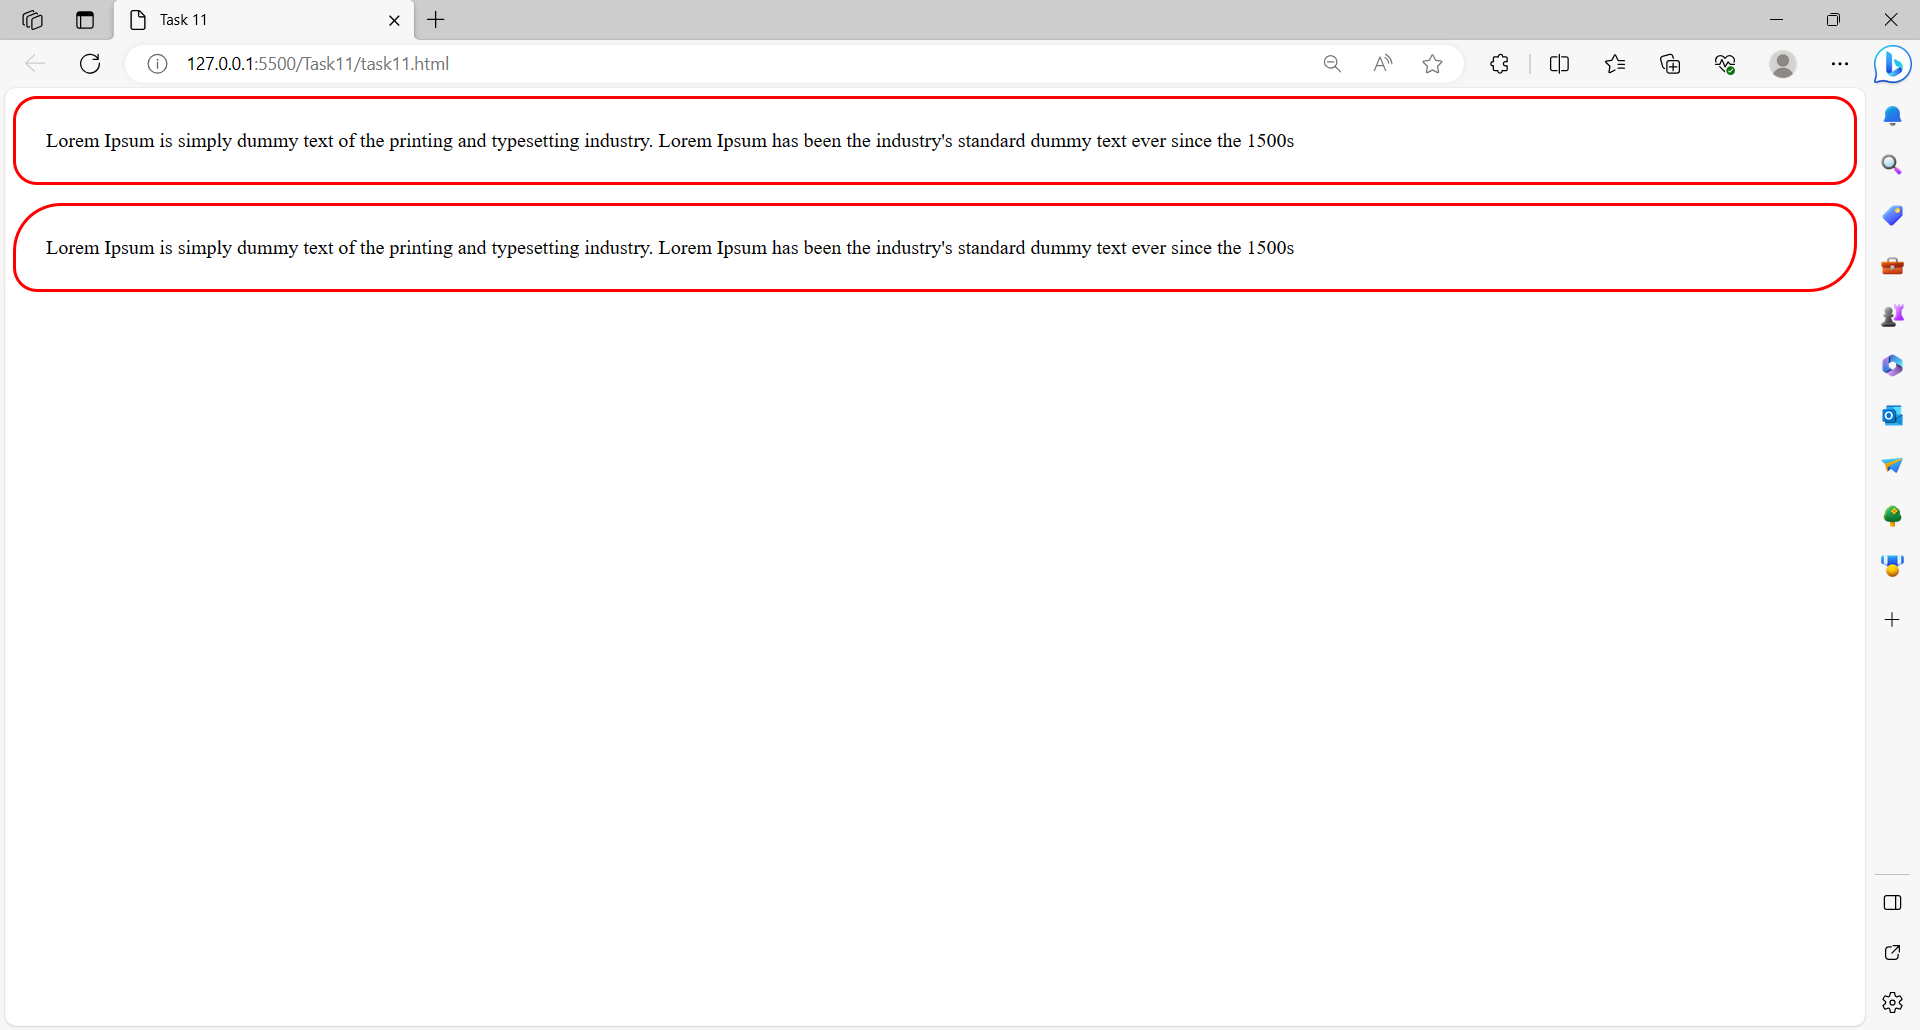 Task 11
127.0.0.1:5500/Task11/task11.html
Lorem Ipsum is simply dummy text of the printing and typesetting industry. Lorem Ipsum has been the industry's standard dummy text ever since the 1500s
Lorem Ipsum is simply dummy text of the printing and typesetting industry. Lorem Ipsum has been the industry's standard dummy text ever since the 1500s